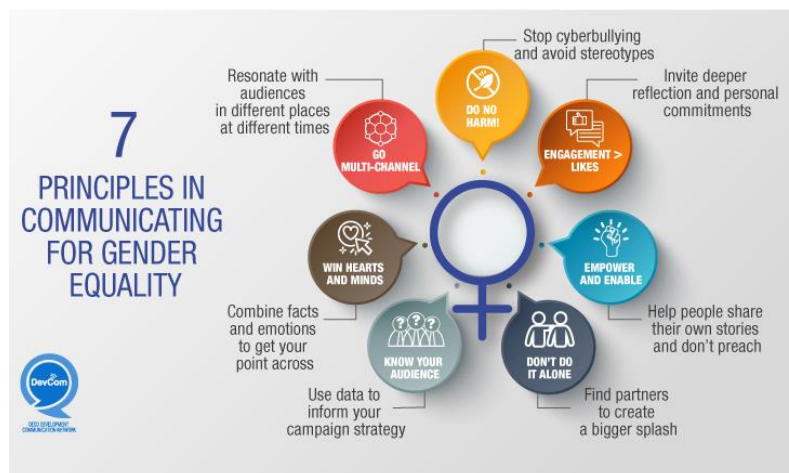 7
PRINCIPLES IN
COMMUNICATING
FOR GENDER
EQUALITY
Stop cyberbullying
and avoid stereotypes
DO NO
HARM!
Invite deeper
reflection and personal
commitments
ENGAGEMENT >
LIKES
EMPOWER
AND ENABLE
Help people share
their own stories
and don't preach
DON'T DO
IT ALONE
Find partners
to create
a bigger splash
KNOW YOUR
AUDIENCE
Use data to
inform your
campaign strategy
WIN HEARTS
AND MINDS
Combine facts
and emotions
to get your
point across
GO
MULTI-CHANNEL
Resonate with
audiences
in different places
at different times
? ? ?
DevCom
OECD DEVELOPMENT
COMMUNICATION NETWORK